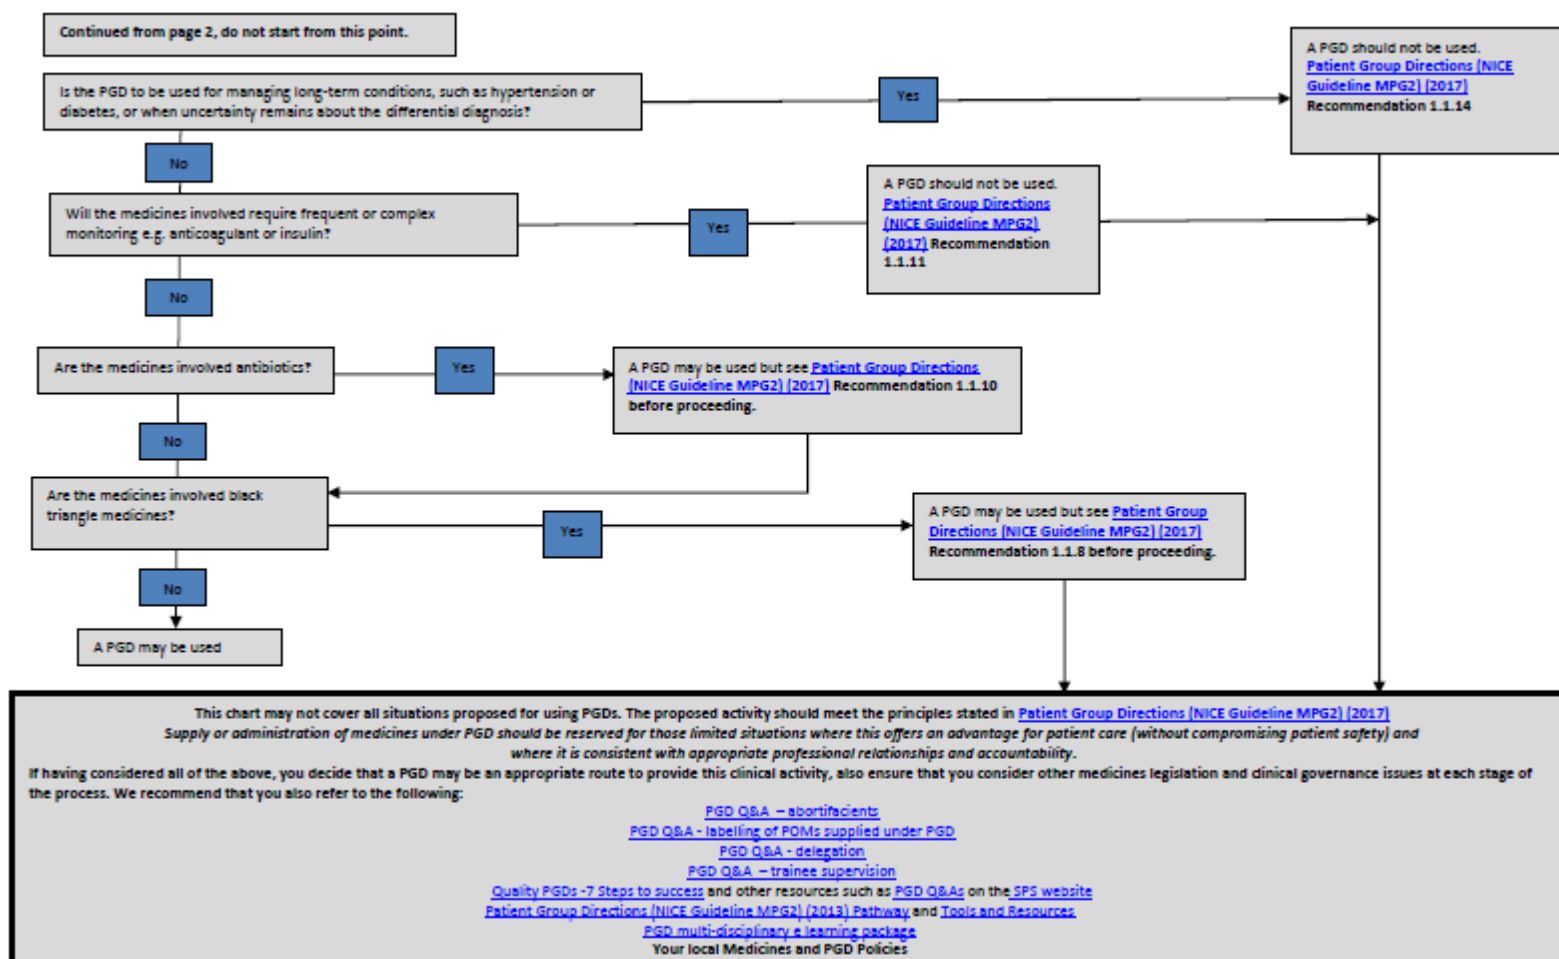 Continued from page 2, do not start from this point.
Is the PGD to be used for managing long-term conditions, such as hypertension or
diabetes, or when uncertainty remains about the differential diagnosis?
Yes
A PGD should not be used.
Patient Group Directions (NICE
Guideline MPG2) (2017)
Recommendation 1.1.14
No
Will the medicines involved require frequent or complex
monitoring e.g. anticoagulant or insulin?
Yes
A PGD should not be used.
Patient Group Directions
(NICE Guideline MPG2)
(2017) Recommendation
1.1.11
No
Are the medicines involved antibiotics?
Yes
A PGD may be used but see Patient Group Directions
(NICE Guideline MPG2) (2017) Recommendation 1.1.10
before proceeding.
No
Are the medicines involved black
triangle medicines?
Yes
A PGD may be used but see Patient Group
Directions (NICE Guideline MPG2) (2017)
Recommendation 1.1.8 before proceeding.
No
A PGD may be used
This chart may not cover all situations proposed for using PGDs. The proposed activity should meet the principles stated in Patient Group Directions (NICE Guideline MPG2) (2017)
Supply or administration of medicines under PGD should be reserved for those limited situations where this offers an advantage for patient care (without compromising patient safety) and
where it is consistent with appropriate professional relationships and accountability.
If having considered all of the above, you decide that a PGD may be an appropriate route to provide this clinical activity, also ensure that you consider other medicines legislation and clinical governance issues at each stage of
the process. We recommend that you also refer to the following:
PGD Q&A – abortifacients
PGD Q&A - labelling of POMs supplied under PGD
PGD Q&A - delegation
PGD Q&A – trainee supervision
Quality PGDs -7 Steps to success and other resources such as PGD Q&As on the SPS website
Patient Group Directions (NICE Guideline MPG2) (2013) Pathway and Tools and Resources
PGD multi-disciplinary e learning package
Your local Medicines and PGD Policies